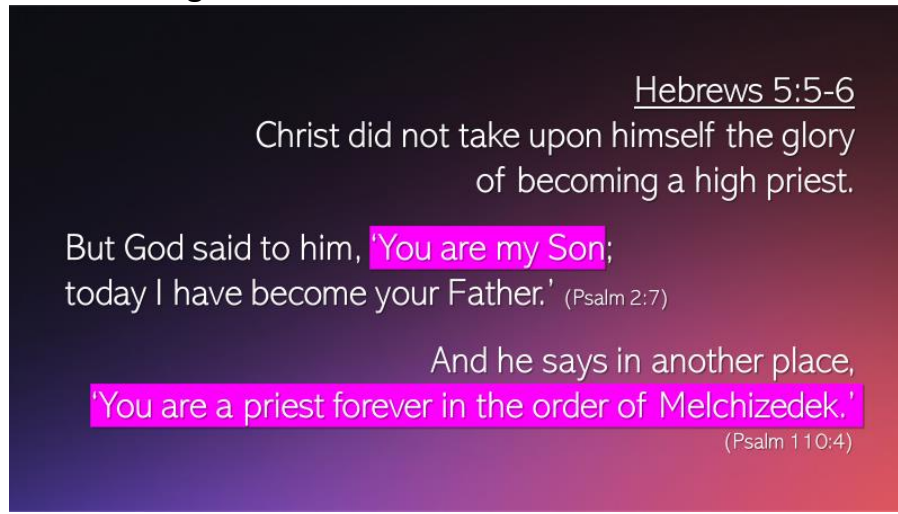 Hebrews 5:5-6
Christ did not take upon himself the glory
of becoming a high priest.
But God said to him, ‘You are my Son;
today I have become your Father.’ (Psalm 2:7)
And he says in another place,
‘You are a priest forever in the order of Melchizedek.’
(Psalm 110:4)